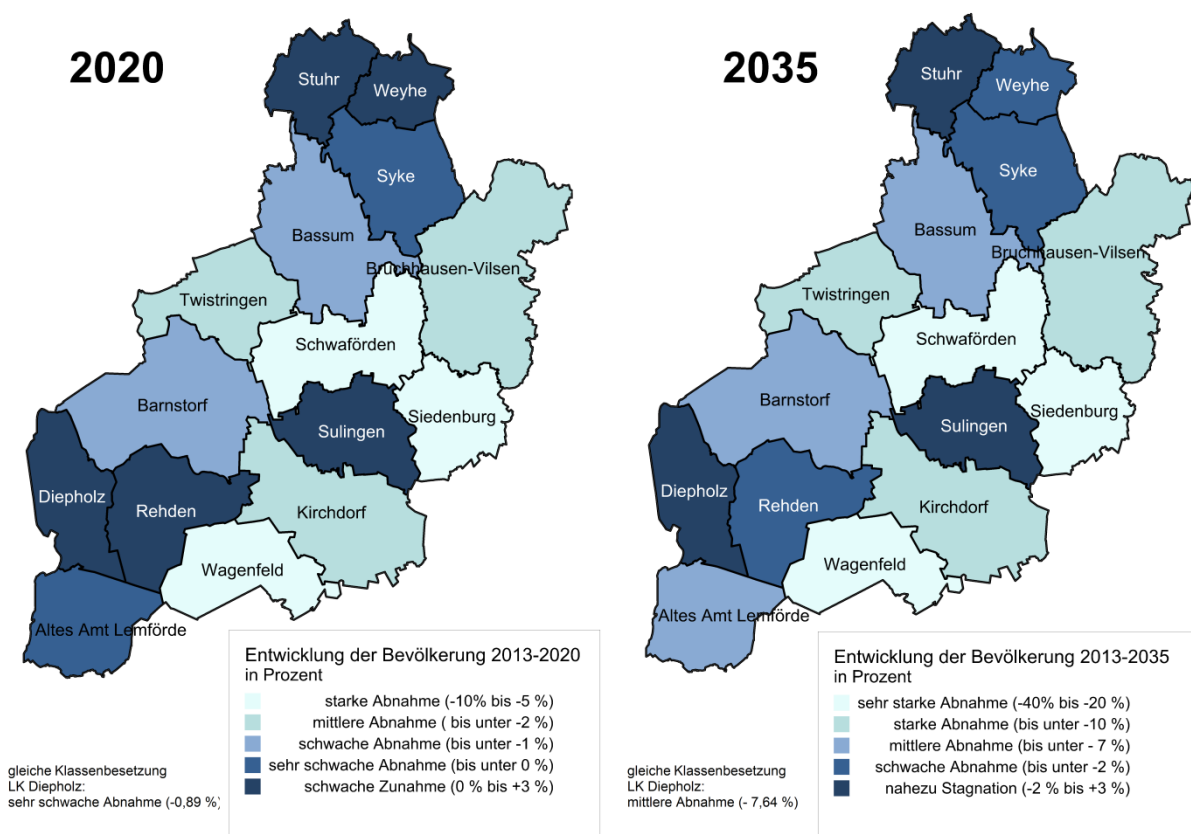 2020
Stuhr
Weyhe
Syke
Bassum
Bruchhausen-Vilsen
Twistringen
Schwaförden
Barnstorf
Siedenburg
Sulingen
Diepholz
Rehden
Kirchdorf
Wagenfeld
Altes Amt Lemförde
Entwicklung der Bevölkerung 2013-2020
in Prozent
starke Abnahme (-10% bis -5 %)
mittlere Abnahme ( bis unter -2 %)
schwache Abnahme (bis unter -1 %)
sehr schwache Abnahme (bis unter 0 %)
schwache Zunahme (0 % bis +3 %)
gleiche Klassenbesetzung
LK Diepholz:
sehr schwache Abnahme (-0,89 %)
2035
Stuhr
Weyhe
Syke
Bassum
Bruchhausen-Vilsen
Twistringen
Schwaförden
Barnstorf
Siedenburg
Sulingen
Diepholz
Rehden
Kirchdorf
Wagenfeld
Altes Amt Lemförde
Entwicklung der Bevölkerung 2013-2035
in Prozent
sehr starke Abnahme (-40% bis -20 %)
starke Abnahme (bis unter -10 %)
mittlere Abnahme (bis unter - 7 %)
schwache Abnahme (bis unter -2 %)
nahezu Stagnation (-2 % bis +3 %)
gleiche Klassenbesetzung
LK Diepholz:
mittlere Abnahme (- 7,64 %)